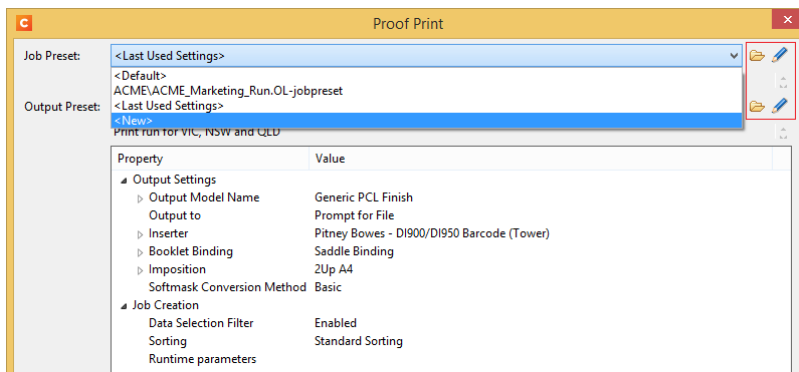 C
Proof Print
Job Preset: <Last Used Settings>
<Default>
ACME\ACME_Marketing_Run.OL-jobpreset
Output Preset: <Last Used Settings>
<New>
Print run for VIC, NSW and QLD
Property Value
Output Settings
Output Model Name Generic PCL Finish
Output to Prompt for File
Inserter Pitney Bowes - DI900/DI950 Barcode (Tower)
Booklet Binding Saddle Binding
Imposition 2Up A4
Softmask Conversion Method Basic
Job Creation
Data Selection Filter Enabled
Sorting Standard Sorting
Runtime parameters